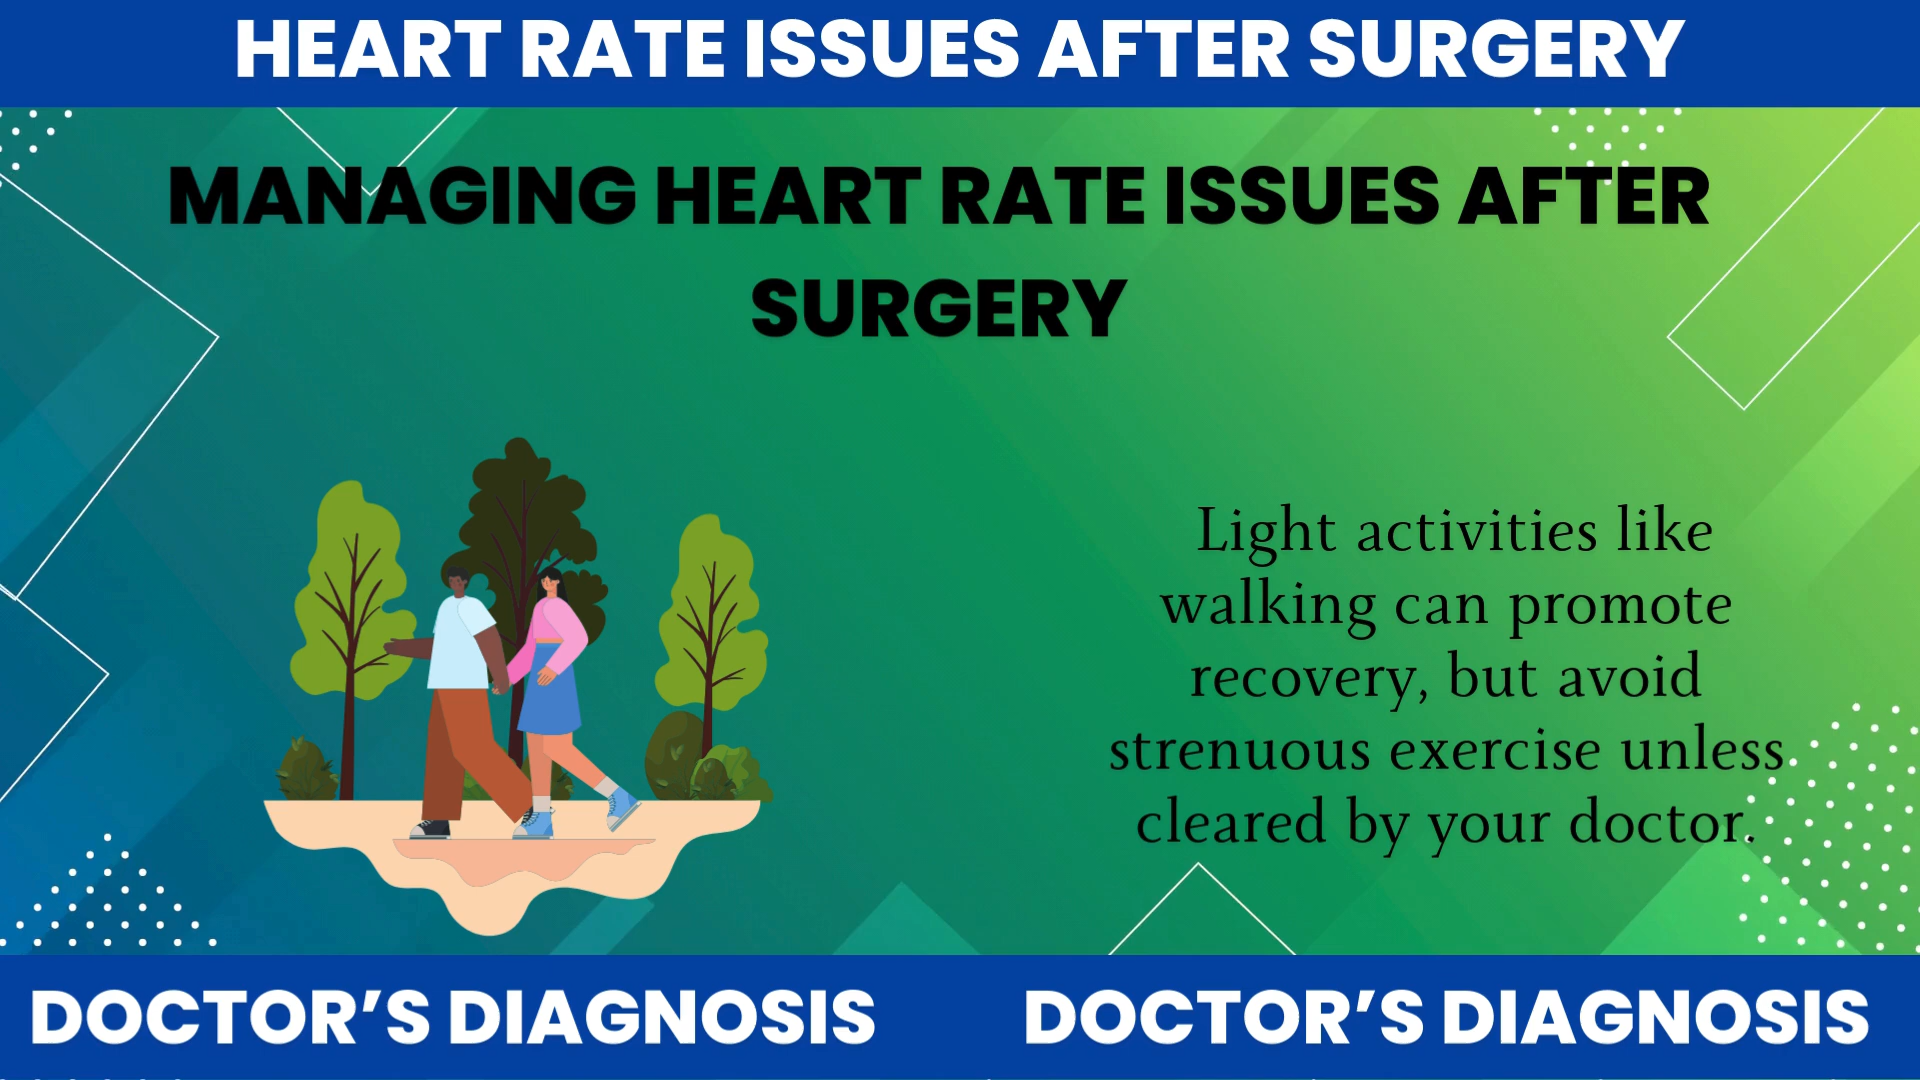 HEART RATE ISSUES AFTER SURGERY
MANAGING HEART RATE ISSUES AFTER
SURGERY
Light activities like
walking can promote
recovery, but avoid
strenuous exercise unless
cleared by your doctor.
DOCTOR’S DIAGNOSIS DOCTOR’S DIAGNOSIS